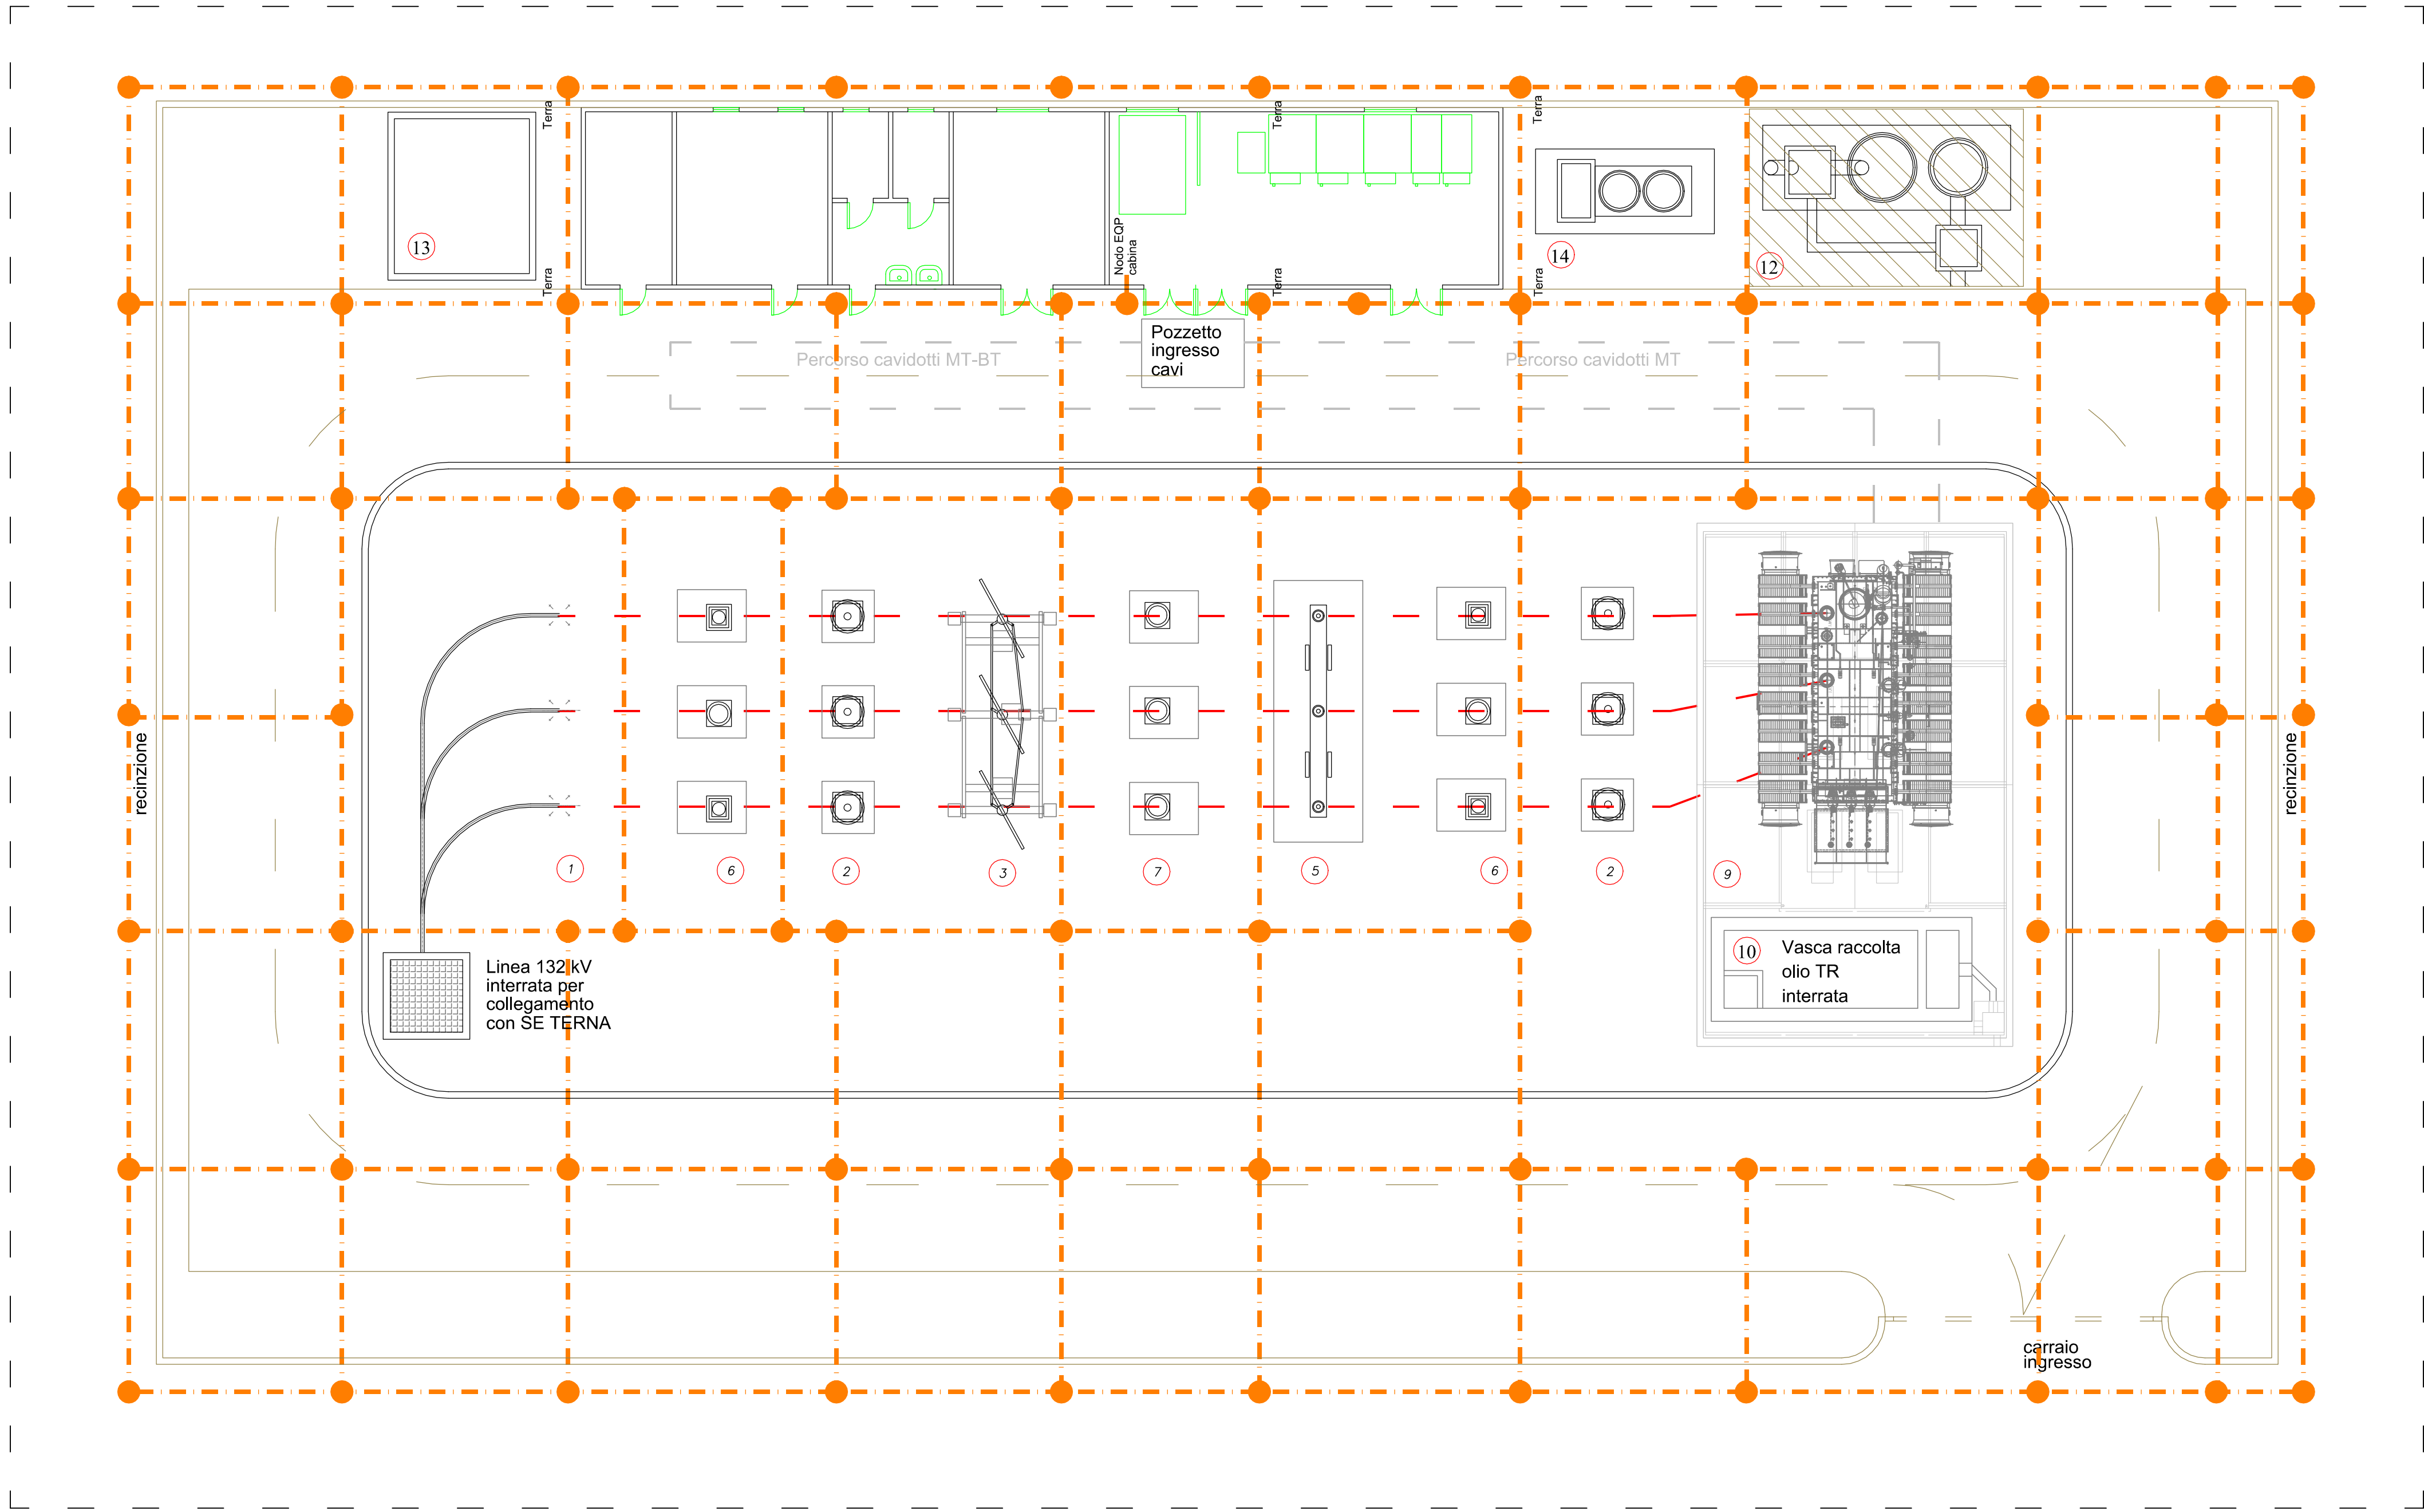 Terra
Terra
Terra
13
Terra
Nodo EQP
cabina
Terra
Terra
14
12
Pozzetto
ingresso
cavi
Percorso cavidotti MT-BT
Percorso cavidotti MT
recinzione
recinzione
1
6
2
3
7
5
6
2
9
10
Vasca raccolta
olio TR
interrata
Linea 132 kV
interrata per
collegamento
con SE TERNA
carraio
ingresso